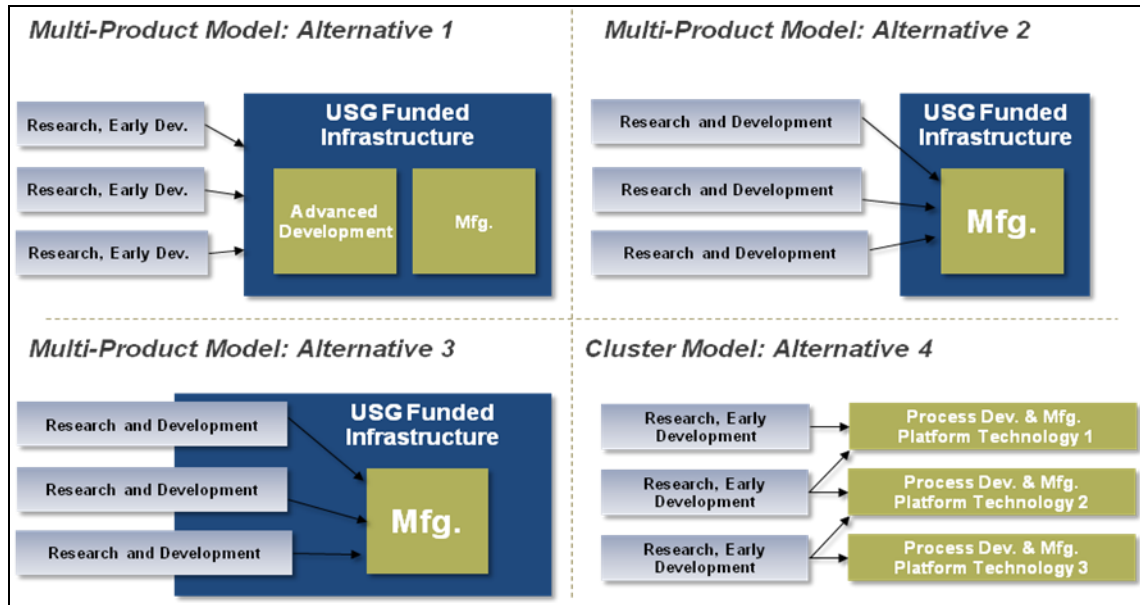 Multi-Product Model: Alternative 1
USG Funded
Infrastructure
Research, Early Dev.
Research, Early Dev.
Research, Early Dev.
Advanced
Development
Mfg.
Multi-Product Model: Alternative 2
USG Funded
Infrastructure
Research and Development
Research and Development
Research and Development
Mfg.
Multi-Product Model: Alternative 3
USG Funded
Infrastructure
Research and Development
Research and Development
Research and Development
Mfg.
Cluster Model: Alternative 4
Research, Early
Development
Process Dev. & Mfg.
Platform Technology 1
Research, Early
Development
Process Dev. & Mfg.
Platform Technology 2
Research, Early
Development
Process Dev. & Mfg.
Platform Technology 3